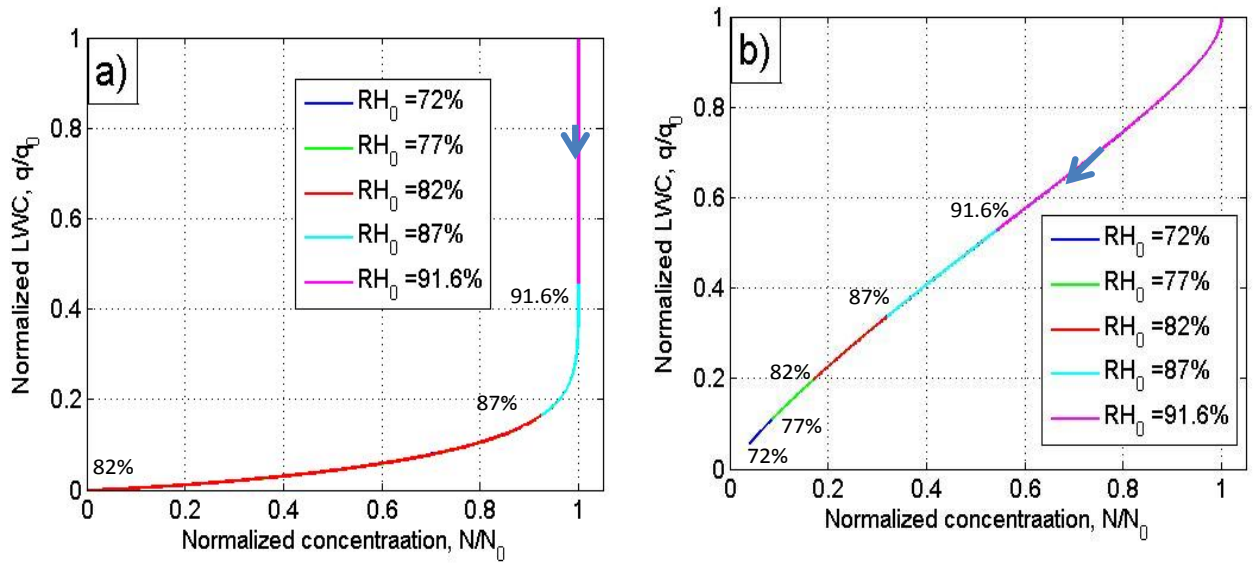 a)
1
0.8
0.6
0.4
0.2
0
0 0.2 0.4 0.6 0.8 1
Normalized LWC, q/q0
Normalized concentraation, N/N0
RH0 =72%
RH0 =77%
RH0 =82%
RH0 =87%
RH0 =91.6%
91.6%
87%
82%
b)
1
0.8
0.6
0.4
0.2
0
0 0.2 0.4 0.6 0.8 1
Normalized LWC, q/q0
Normalized concentraation, N/N0
91.6%
87%
82%
77%
72%
RH0 =72%
RH0 =77%
RH0 =82%
RH0 =87%
RH0 =91.6%